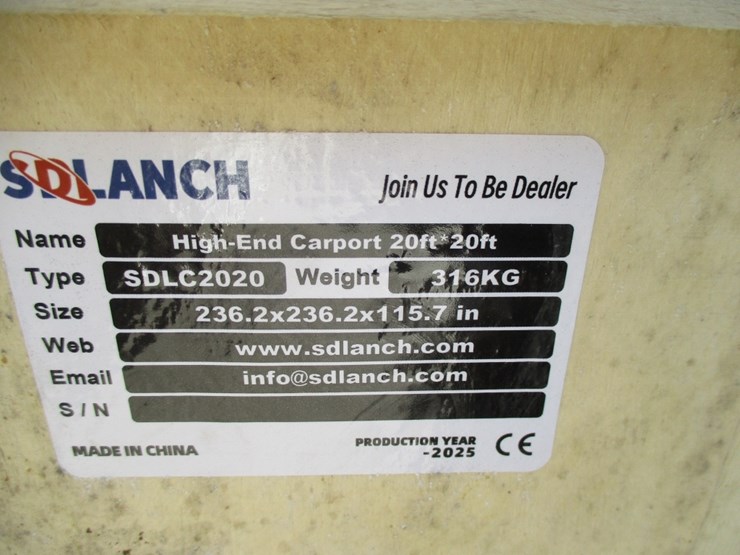 SDLANCH
Join Us To Be Dealer
Name High-End Carport 20ft*20ft
Type SDLC2020 Weight 316KG
Size 236.2x236.2x115.7 in
Web www.sdlanch.com
Email info@sdlanch.com
S/N
MADE IN CHINA
PRODUCTION YEAR
-2025
CE